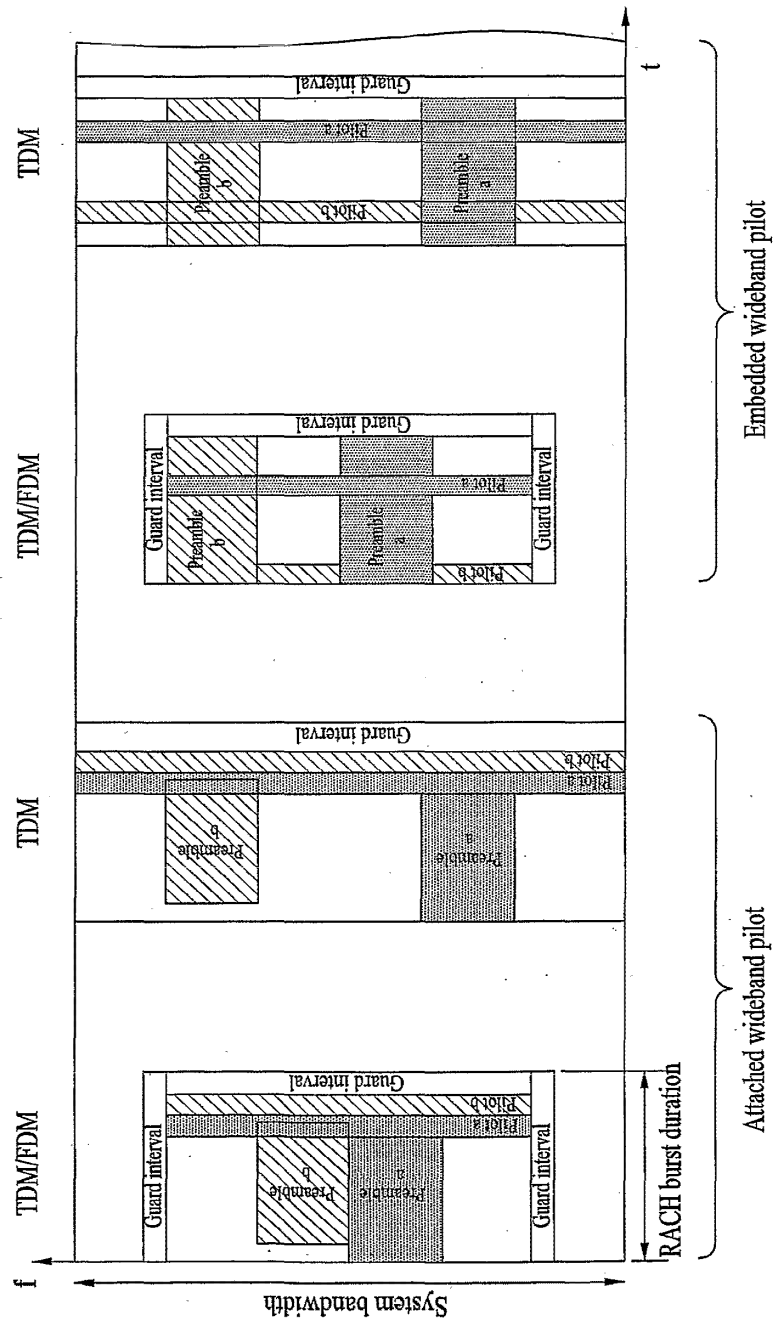 f
System bandwidth
TDM/FDM
Guard interval
Preamble
b
Preamble
a
Pilot a
Pilot b
Guard interval
Guard interval
RACH burst duration
TDM
Preamble
b
Preamble
a
Pilot a
Pilot b
Guard interval
Attached wideband pilot
TDM/FDM
Guard interval
Preamble
b
Preamble
a
Pilot b
Pilot a
Guard interval
Guard interval
TDM
Preamble
b
Preamble
a
Pilot b
Pilot a
Guard interval
t
Embedded wideband pilot